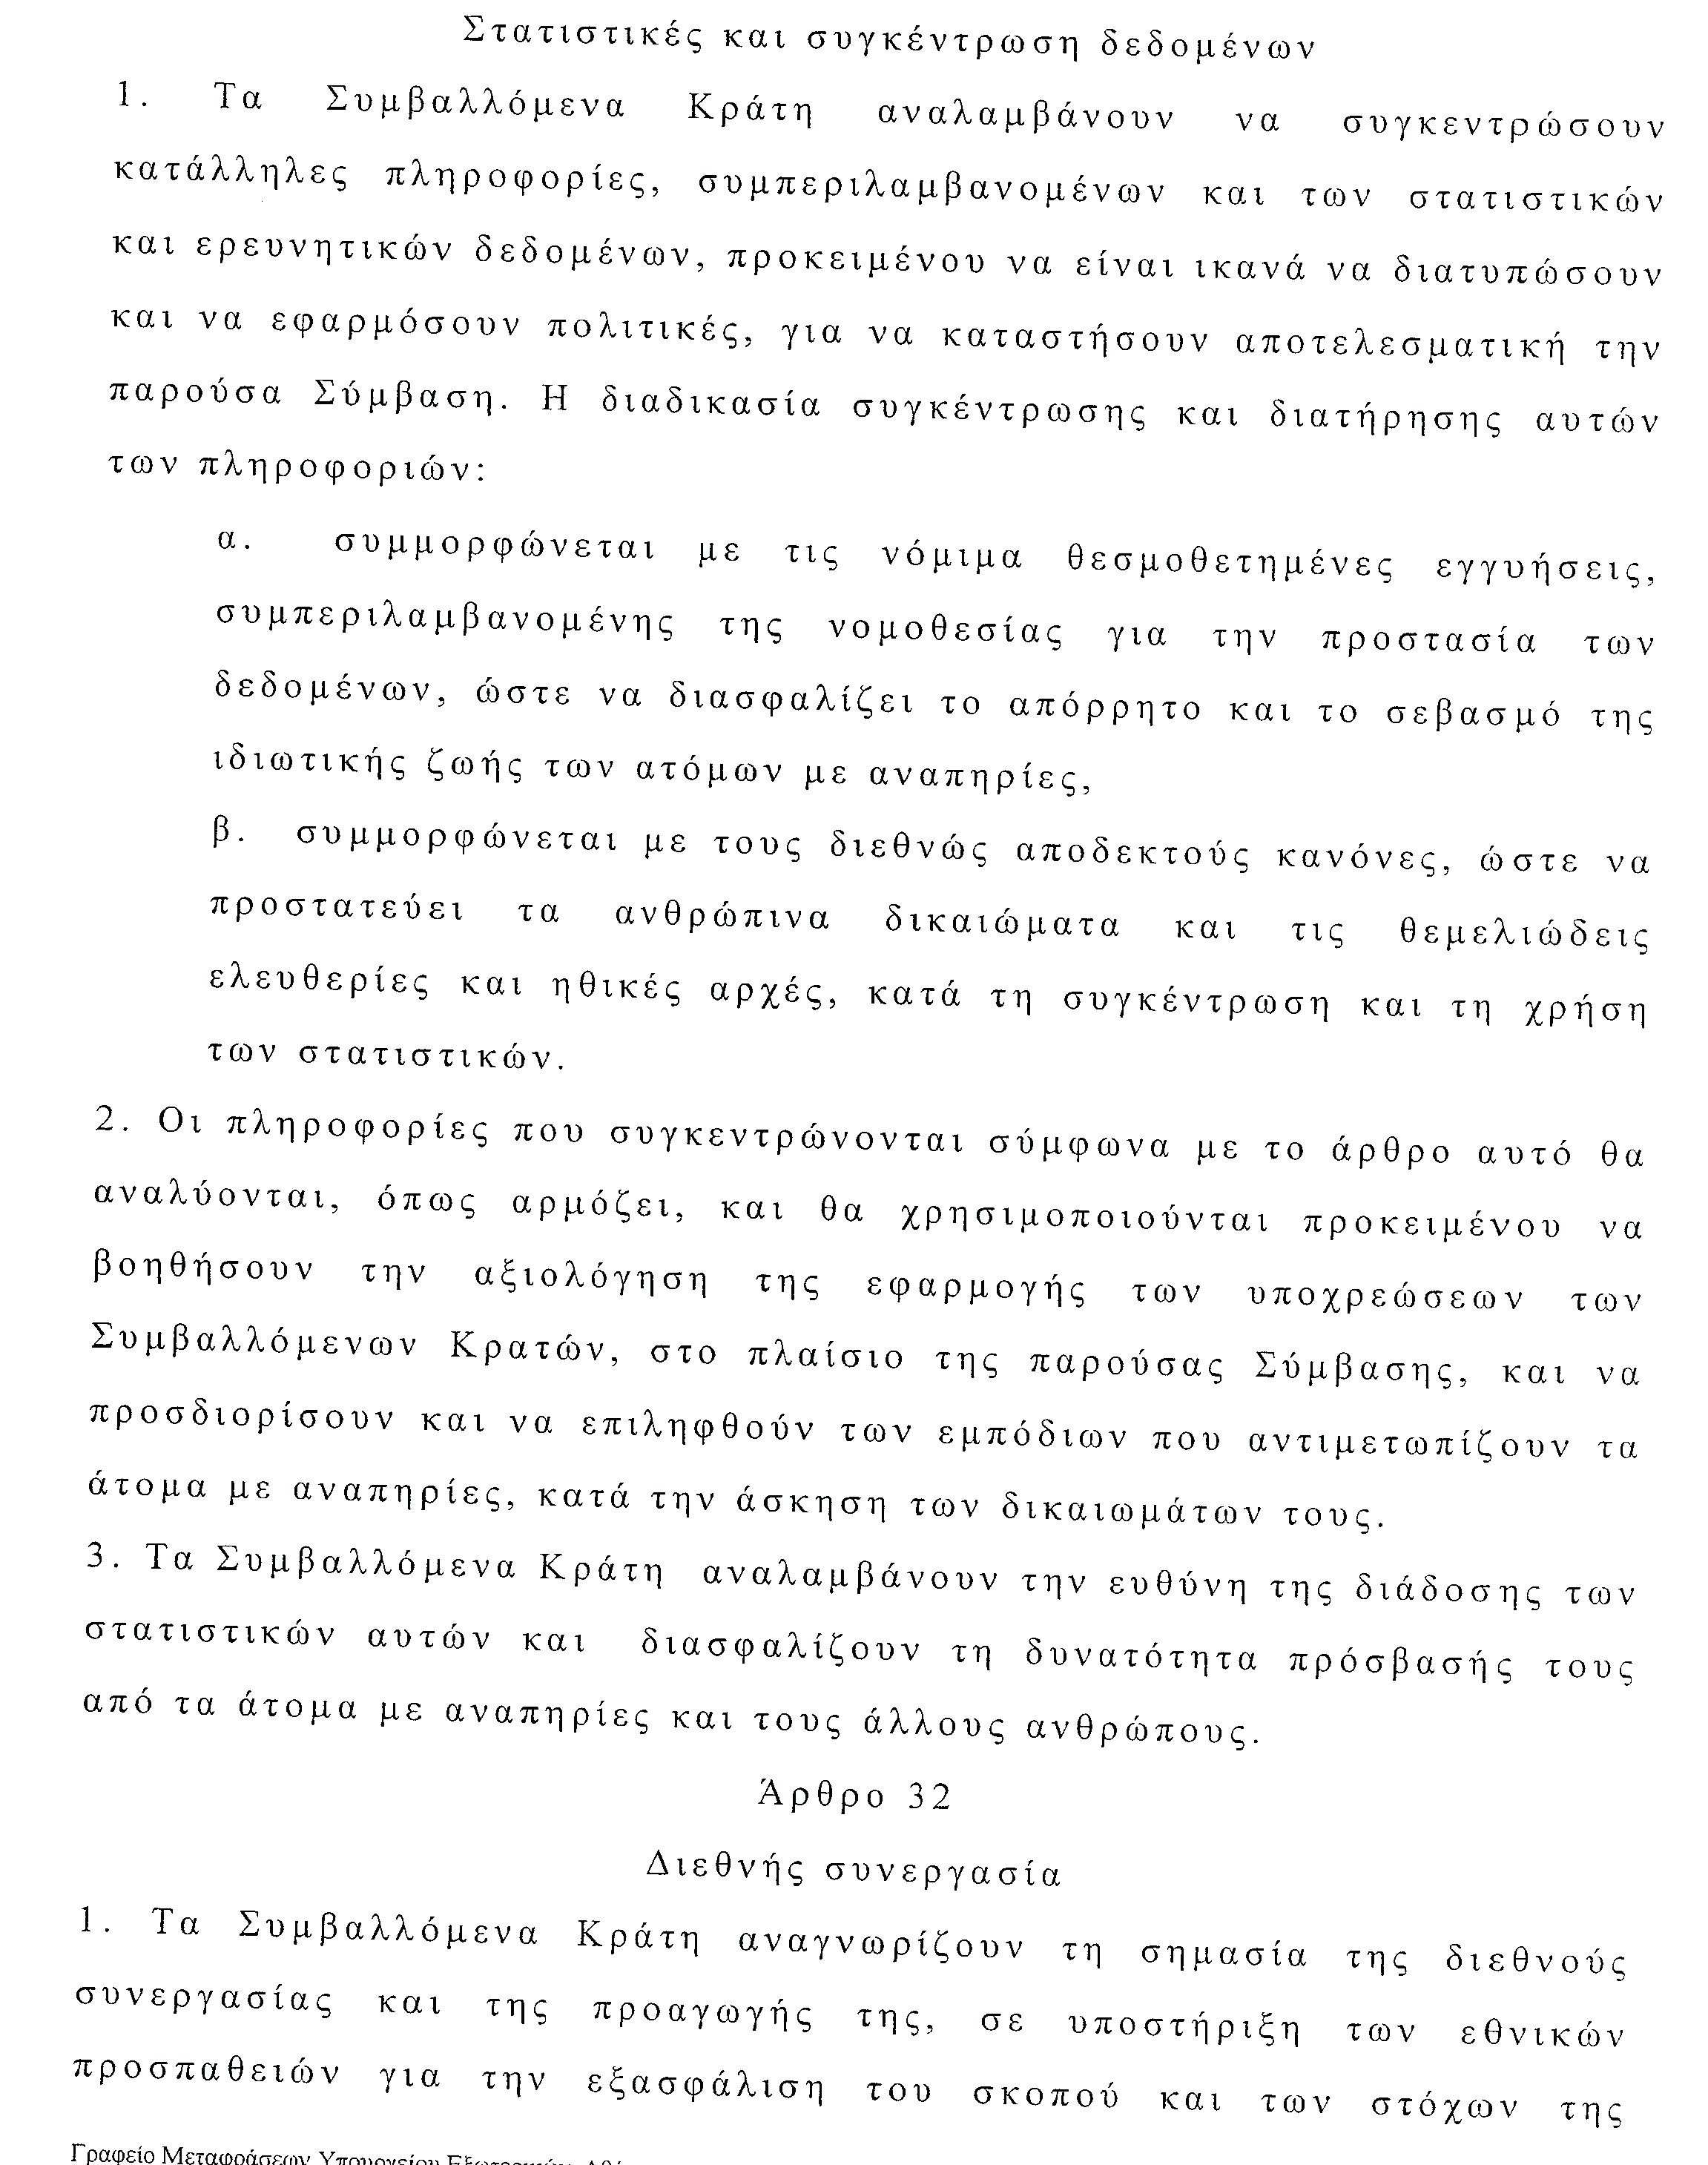 Στατιστικές και συγκέντρωση δεδομένων
1. Τα Συμβαλλόμενα Κράτη αναλαμβάνουν να συγκεντρώσουν
κατάλληλες πληροφορίες, συμπεριλαμβανομένων και των στατιστικών
και ερευνητικών δεδομένων, προκειμένου να είναι ικανά να διατυπώσουν
και να εφαρμόσουν πολιτικές, για να καταστήσουν αποτελεσματική την
παρούσα Σύμβαση. Η διαδικασία συγκέντρωσης και διατήρησης αυτών
των πληροφοριών:
α. συμμορφώνεται με τις νόμιμα θεσμοθετημένες εγγυήσεις,
συμπεριλαμβανομένης της νομοθεσίας για την προστασία των
δεδομένων, ώστε να διασφαλίζει το απόρρητο και το σεβασμό της
ιδιωτικής ζωής των ατόμων με αναπηρίες,
β. συμμορφώνεται με τους διεθνώς αποδεκτούς κανόνες, ώστε να
προστατεύει τα ανθρώπινα δικαιώματα και τις θεμελιώδεις
ελευθερίες και ηθικές αρχές, κατά τη συγκέντρωση και τη χρήση
των στατιστικών.
2. Οι πληροφορίες που συγκεντρώνονται σύμφωνα με το άρθρο αυτό θα
αναλύονται, όπως αρμόζει, και θα χρησιμοποιούνται προκειμένου να
βοηθήσουν την αξιολόγηση της εφαρμογής των υποχρεώσεων των
Συμβαλλόμενων Κρατών, στο πλαίσιο της παρούσας Σύμβασης, και να
προσδιορίσουν και να επιληφθούν των εμπόδιων που αντιμετωπίζουν τα
άτομα με αναπηρίες, κατά την άσκηση των δικαιωμάτων τους.
3. Τα Συμβαλλόμενα Κράτη αναλαμβάνουν την ευθύνη της διάδοσης των
στατιστικών αυτών και διασφαλίζουν τη δυνατότητα πρόσβασής τους
από τα άτομα με αναπηρίες και τους άλλους ανθρώπους.
Άρθρο 32
Διεθνής συνεργασία
1. Τα Συμβαλλόμενα Κράτη αναγνωρίζουν τη σημασία της διεθνούς
συνεργασίας και της προαγωγής της, σε υποστήριξη των εθνικών
προσπαθειών για την εξασφάλιση του σκοπού και των στόχων της
Γραφείο Μεταφράσεων Υπουργείου